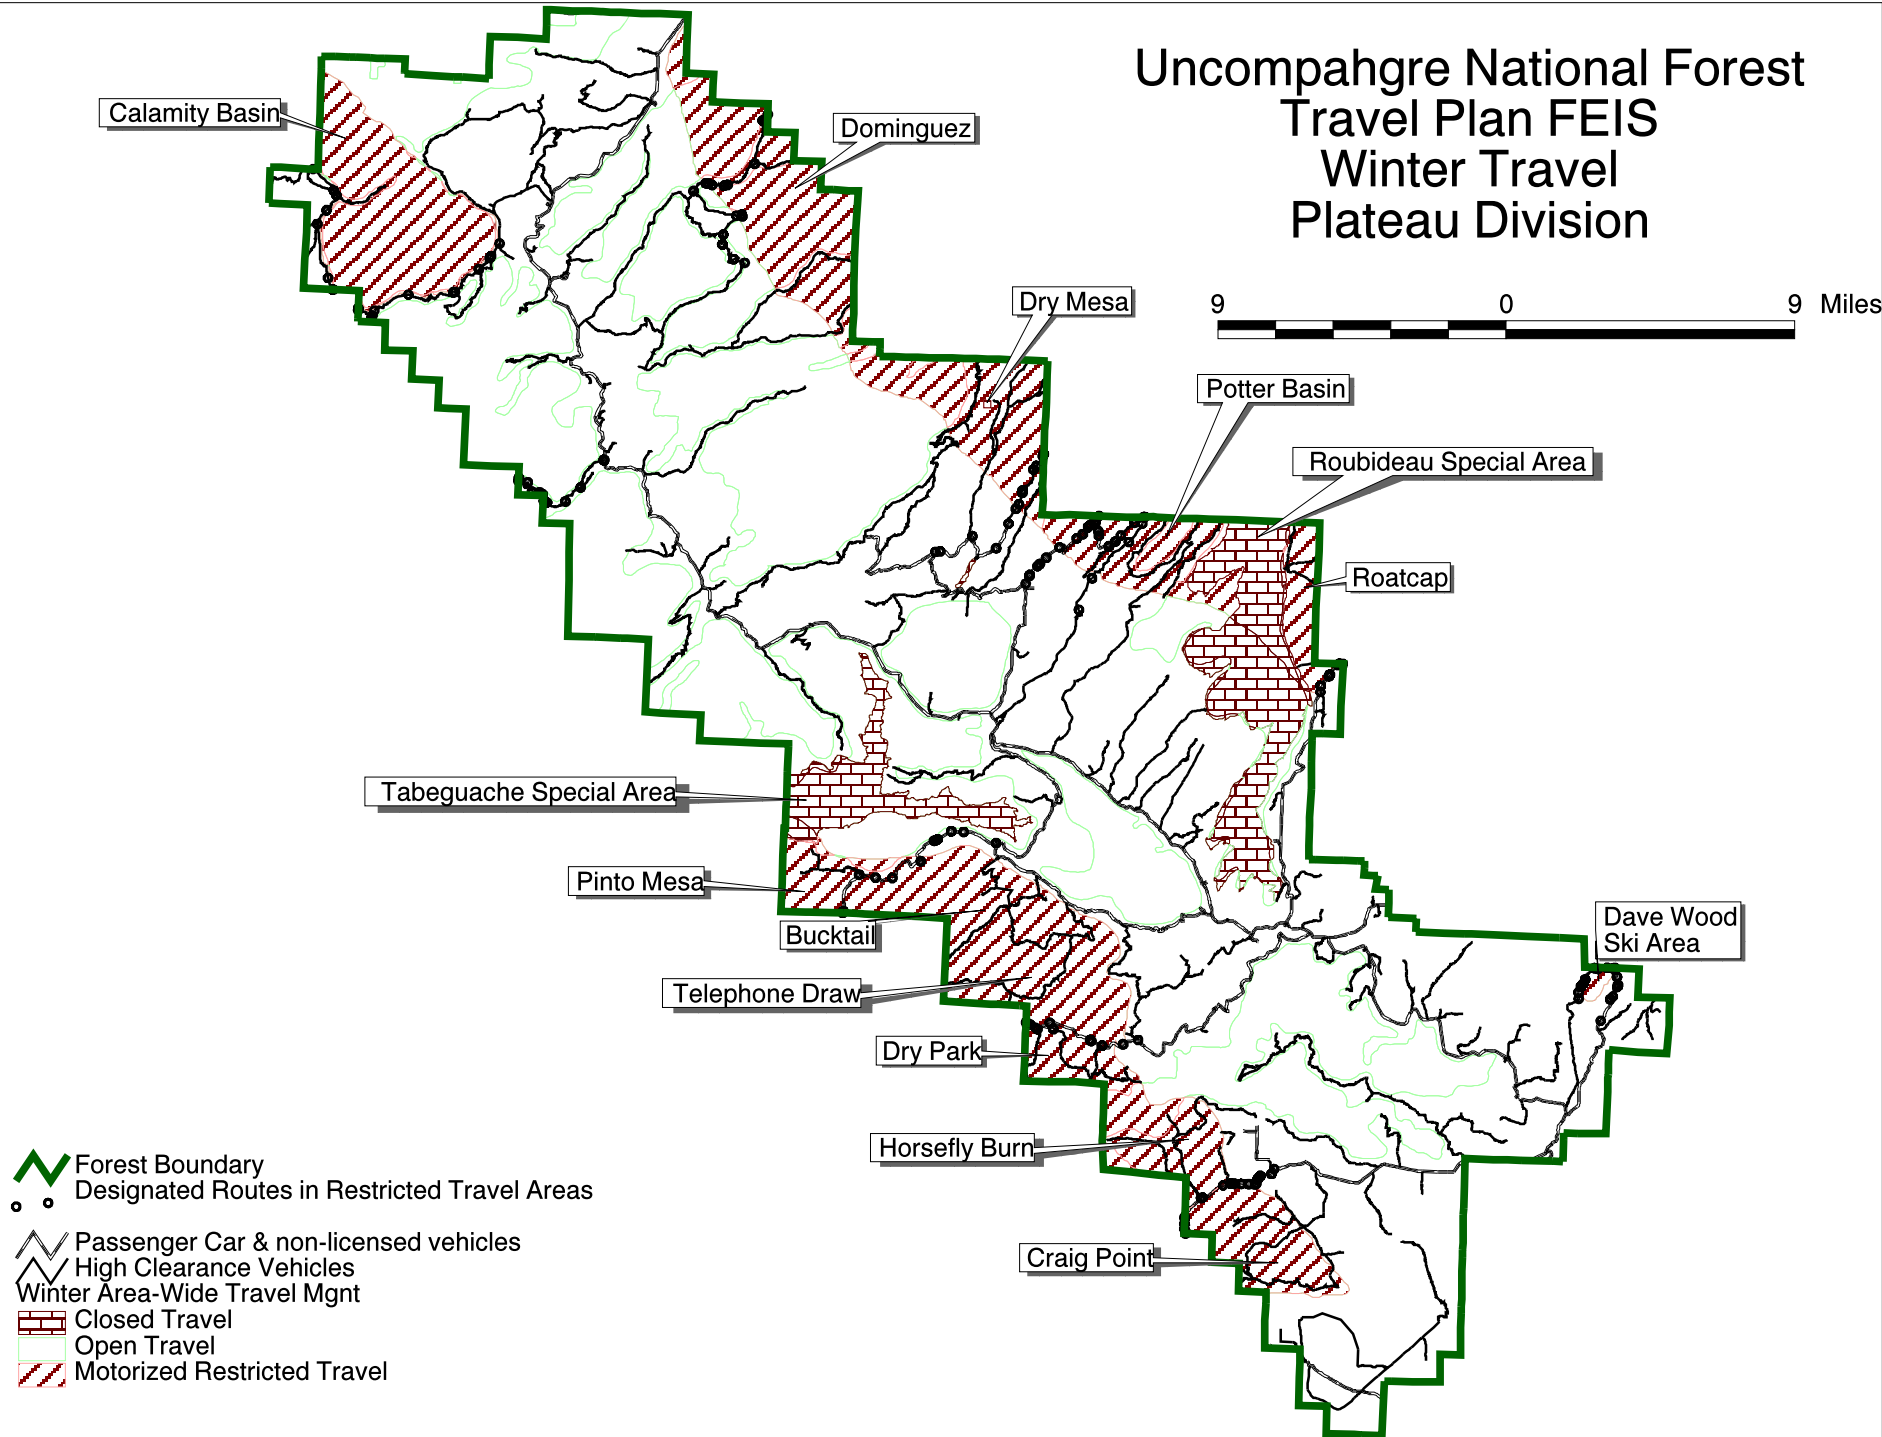 Uncompahgre National Forest
Travel Plan FEIS
Winter Travel
Plateau Division
9 0 9 Miles
Calamity Basin
Dominguez
Dry Mesa
Potter Basin
Roubideau Special Area
Roatcap
Tabeguache Special Area
Pinto Mesa
Bucktail
Dave Wood
Ski Area
Telephone Draw
Dry Park
Horsefly Burn
Craig Point
Forest Boundary
Designated Routes in Restricted Travel Areas
Passenger Car & non-licensed vehicles
High Clearance Vehicles
Winter Area-Wide Travel Mgnt
Closed Travel
Open Travel
Motorized Restricted Travel